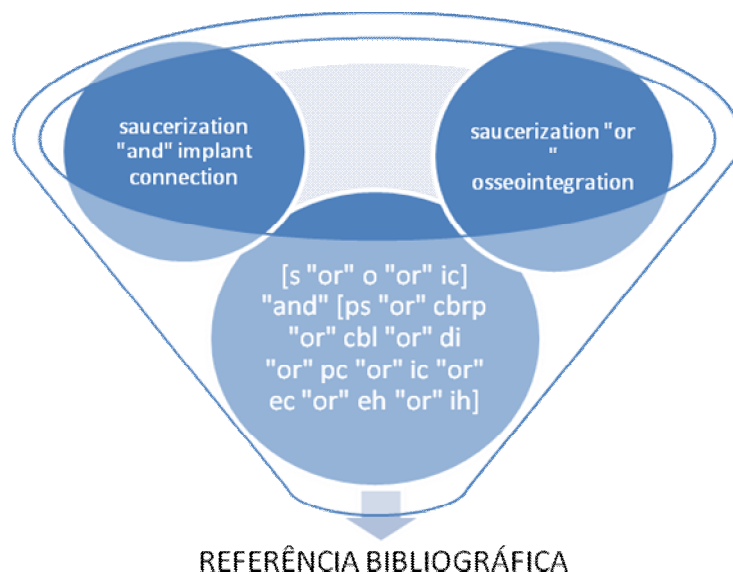 saucerization
"and" implant
connection
saucerization "or
"
osseointegration
[s "or" o "or" ic]
"and" [ps "or" cbrp
"or" cbl "or" di
"or" pc "or" ic "or"
ec "or" eh "or" ih]
REFERÊNCIA BIBLIOGRÁFICA